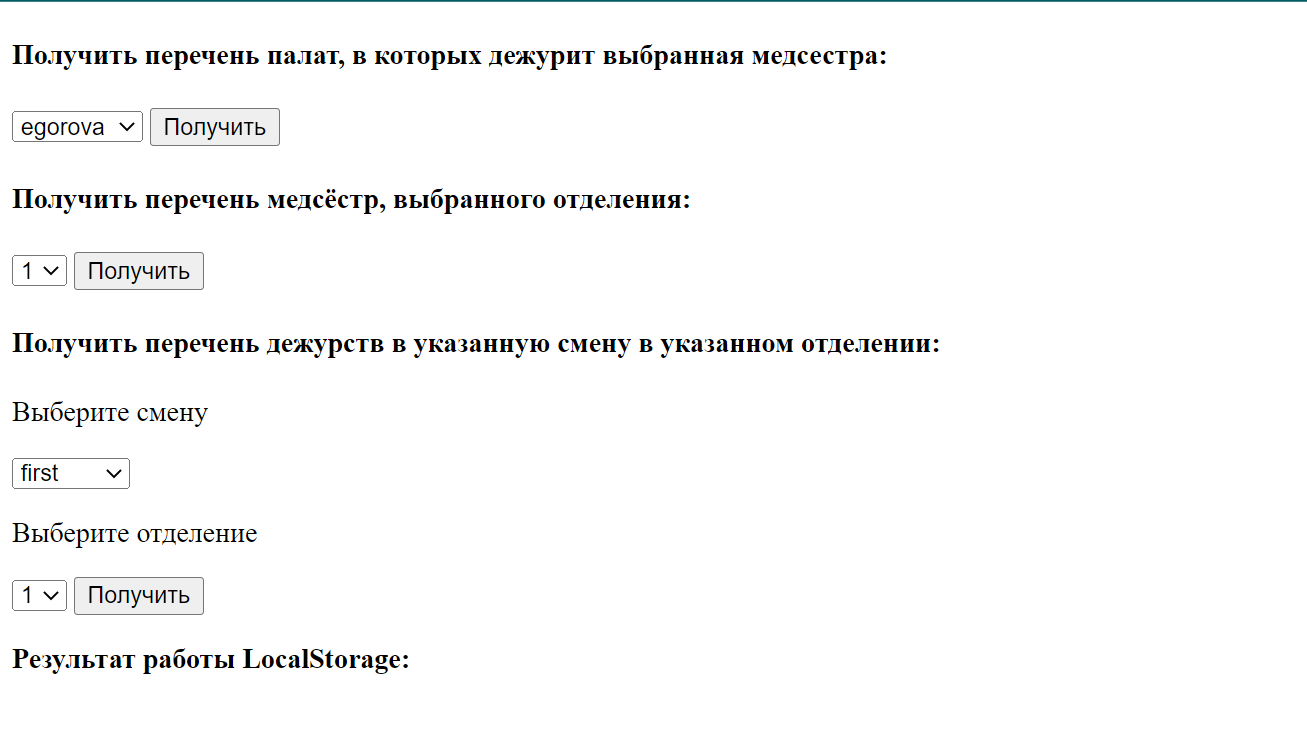 Получить перечень палат, в которых дежурит выбранная медсестра:
egorova Получить
Получить перечень медсёстр, выбранного отделения:
1 Получить
Получить перечень дежурств в указанную смену в указанном отделении:
Выберите смену
first
Выберите отделение
1 Получить
Результат работы LocalStorage: